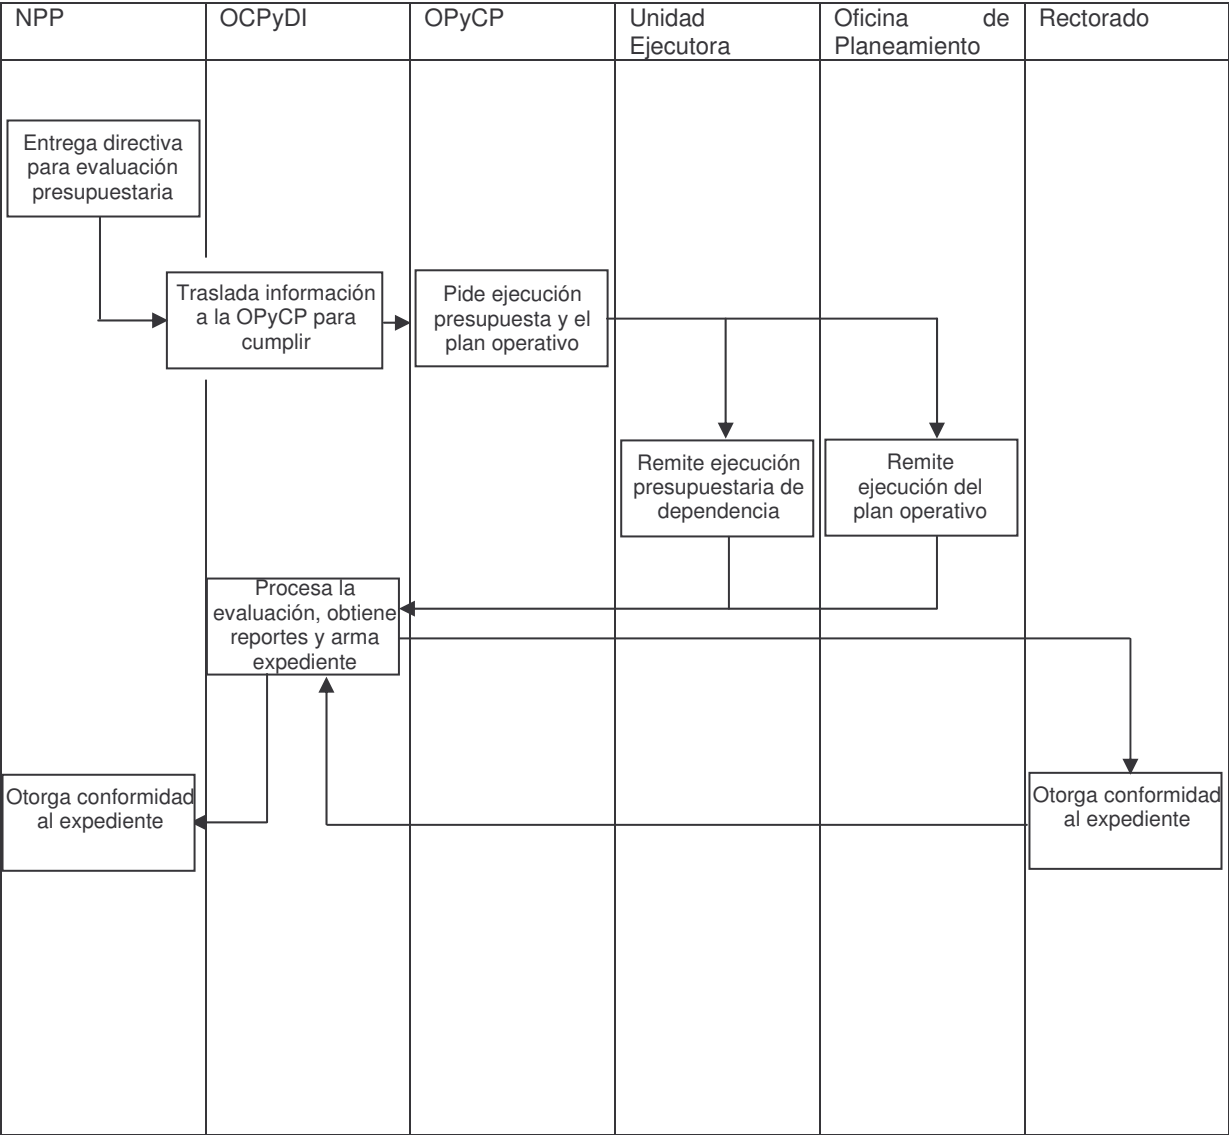 NPP
OCPyDI
OPyCP
Unidad
Ejecutora
Oficina de
Planeamiento
Rectorado
Entrega directiva
para evaluación
presupuestaria
Traslada información
a la OPyCP para
cumplir
Pide ejecución
presupuesta y el
plan operativo
Remite ejecución
presupuestaria de
dependencia
Remite
ejecución del
plan operativo
Procesa la
evaluación, obtiene
reportes y arma
expediente
Otorga conformidad
al expediente
Otorga conformidad
al expediente